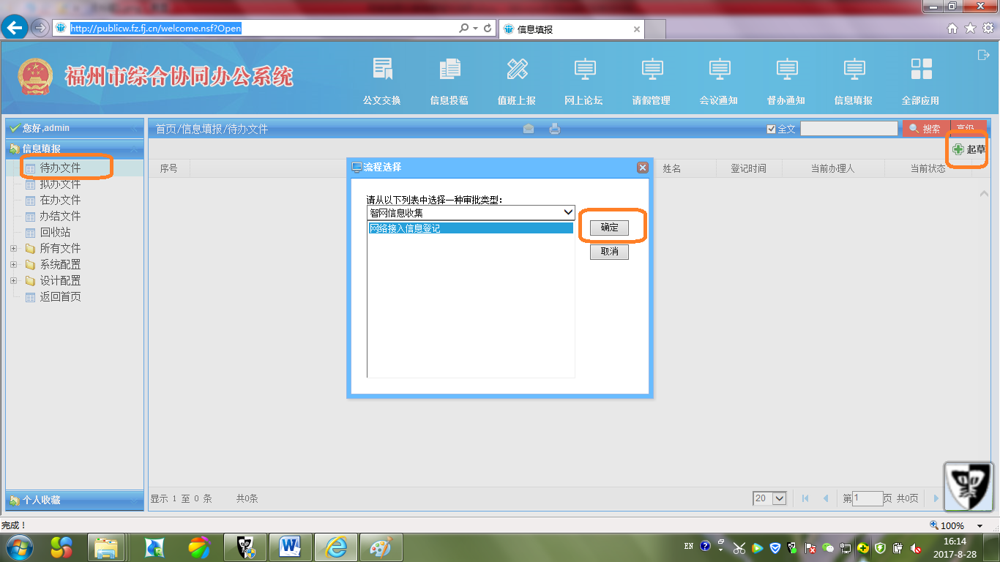 http://publicw.fz.fj.cn/welcome.nsf?Open
信息填报
福州市综合协同办公系统
公文交换
信息投稿
值班上报
网上论坛
请假管理
会议通知
督办通知
信息填报
全部应用
您好,admin
首页/信息填报/待办文件
全文
搜索
高级
信息填报
起草
待办文件
拟办文件
在办文件
办结文件
回收站
所有文件
系统配置
设计配置
返回首页
序号
姓名
登记时间
当前办理人
当前状态
流程选择
请从以下列表中选择一种审批类型:
智网信息收集
网络接入信息登记
确定
取消
个人收藏
显示 1 至 0 条 共0条
20
第 1 页 共0页
完成！
100%
EN
16:14
2017-8-28